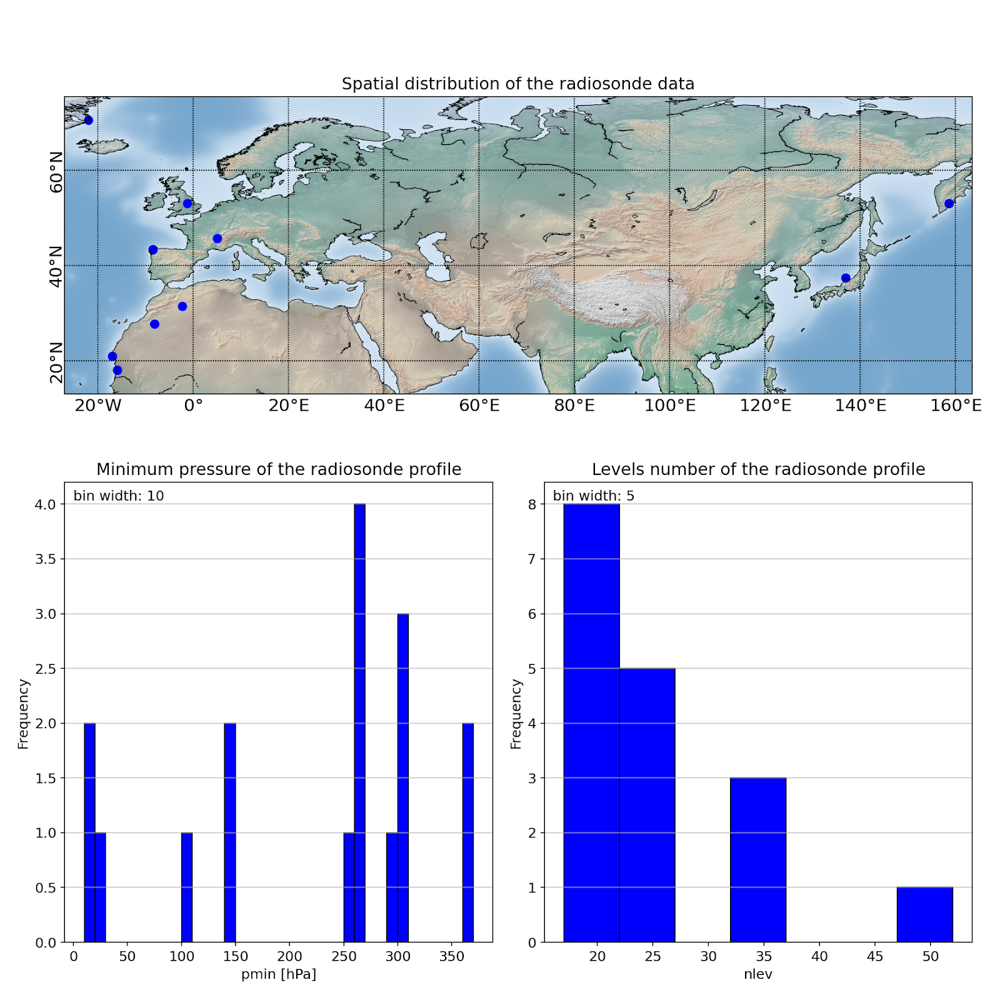 Spatial distribution of the radiosonde data
60°N
40°N
20°N
20°W 0° 20°E 40°E 60°E 80°E 100°E 120°E 140°E 160°E
Minimum pressure of the radiosonde profile
bin width: 10
4.0
3.5
3.0
2.5
2.0
1.5
1.0
0.5
0.0
Frequency
0 50 100 150 200 250 300 350
pmin [hPa]
Levels number of the radiosonde profile
bin width: 5
8
7
6
5
4
3
2
1
0
Frequency
20 25 30 35 40 45 50
nlev